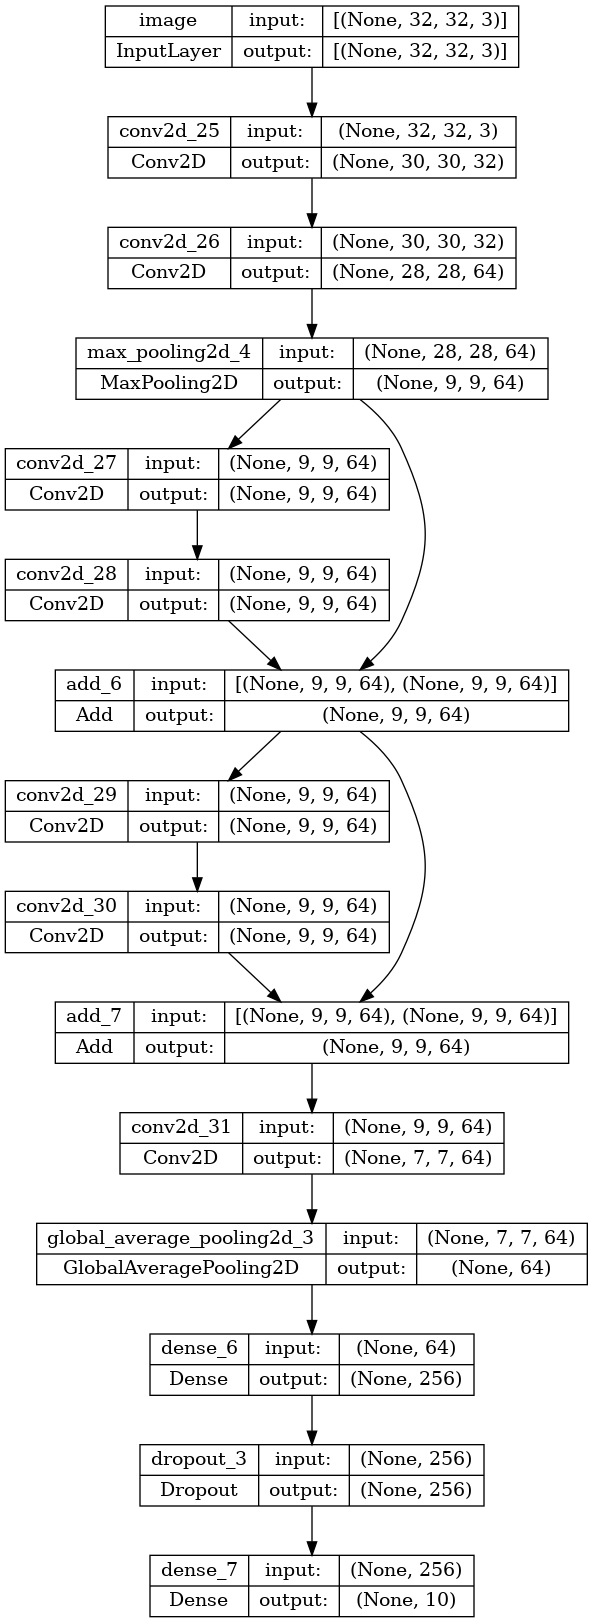 image input: [(None, 32, 32, 3)]
InputLayer output: [(None, 32, 32, 3)]
conv2d_25 input: (None, 32, 32, 3)
Conv2D output: (None, 30, 30, 32)
conv2d_26 input: (None, 30, 30, 32)
Conv2D output: (None, 28, 28, 64)
max_pooling2d_4 input: (None, 28, 28, 64)
MaxPooling2D output: (None, 9, 9, 64)
conv2d_27 input: (None, 9, 9, 64)
Conv2D output: (None, 9, 9, 64)
conv2d_28 input: (None, 9, 9, 64)
Conv2D output: (None, 9, 9, 64)
add_6 input: [(None, 9, 9, 64), (None, 9, 9, 64)]
Add output: (None, 9, 9, 64)
conv2d_29 input: (None, 9, 9, 64)
Conv2D output: (None, 9, 9, 64)
conv2d_30 input: (None, 9, 9, 64)
Conv2D output: (None, 9, 9, 64)
add_7 input: [(None, 9, 9, 64), (None, 9, 9, 64)]
Add output: (None, 9, 9, 64)
conv2d_31 input: (None, 9, 9, 64)
Conv2D output: (None, 7, 7, 64)
global_average_pooling2d_3 input: (None, 7, 7, 64)
GlobalAveragePooling2D output: (None, 64)
dense_6 input: (None, 64)
Dense output: (None, 256)
dropout_3 input: (None, 256)
Dropout output: (None, 256)
dense_7 input: (None, 256)
Dense output: (None, 10)